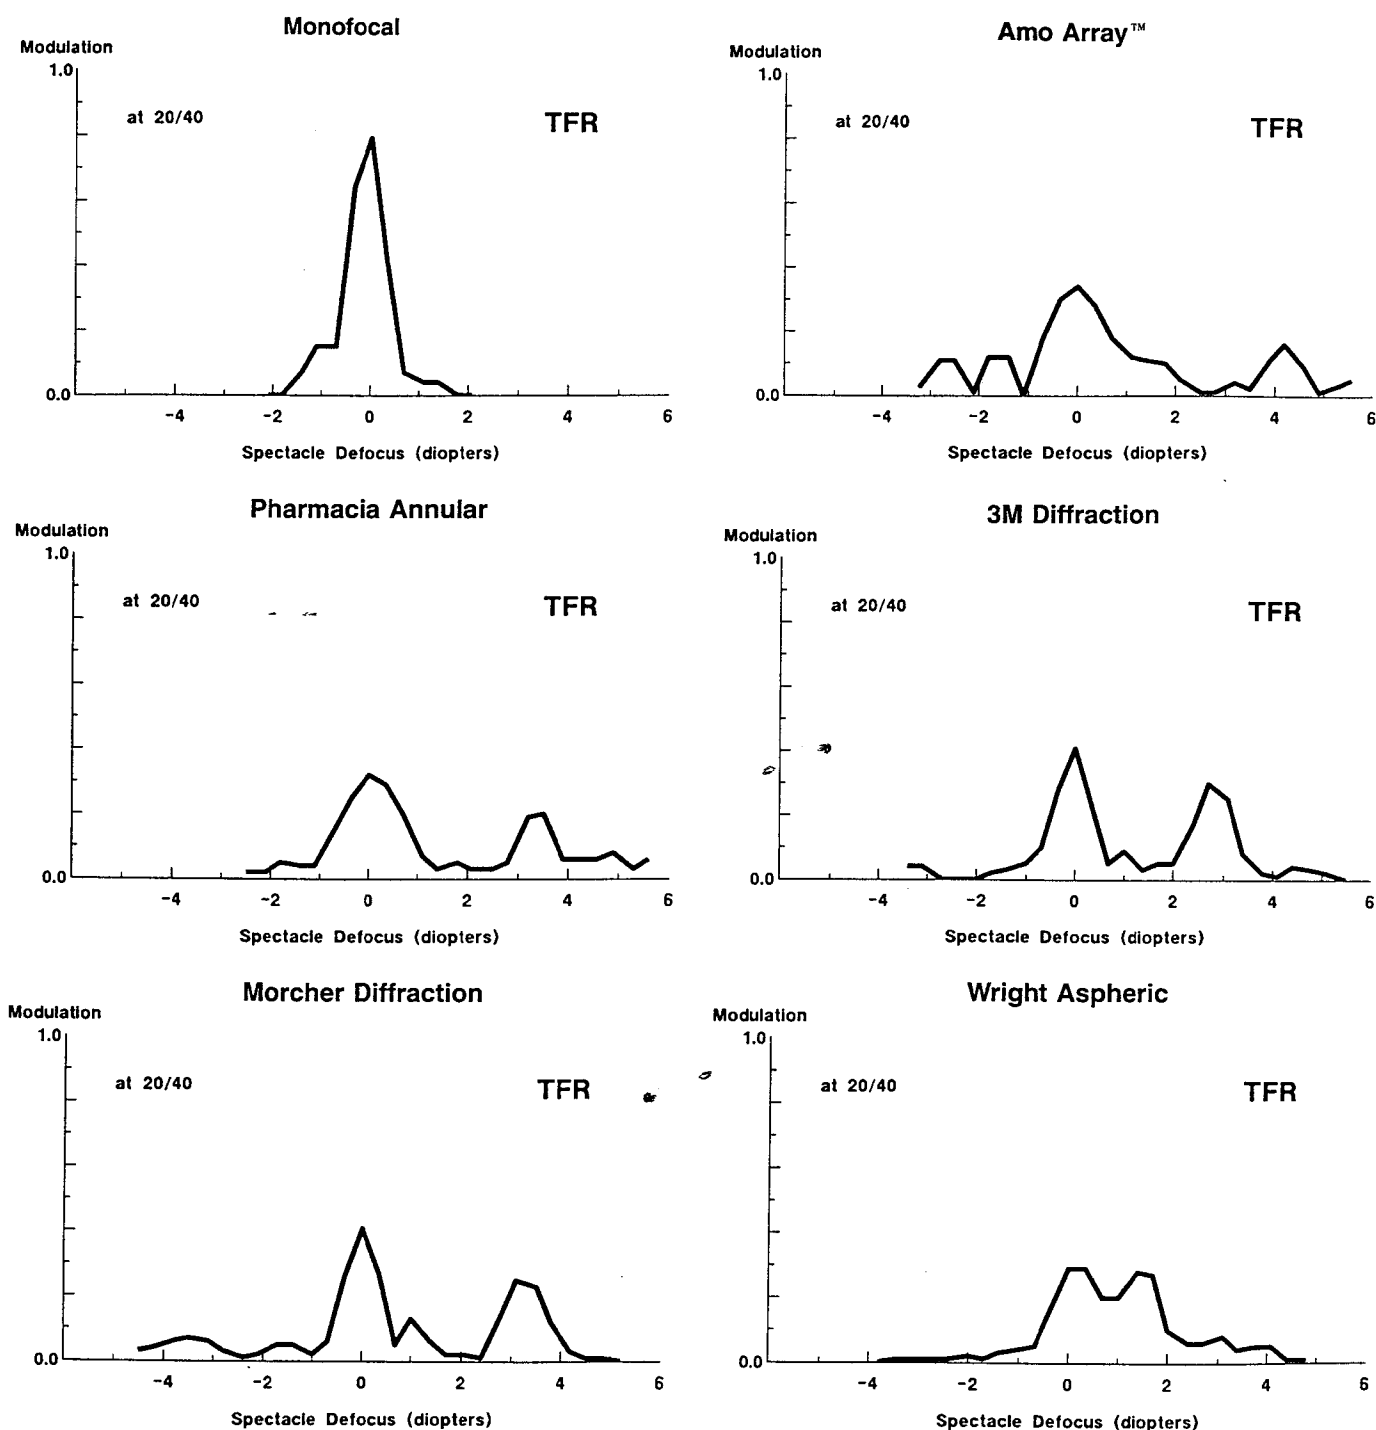 Monofocal
Modulation
1.0
at 20/40
TFR
0.0
-4 -2 0 2 4 6
Spectacle Defocus (diopters)
Amo Array™
Modulation
1.0
at 20/40
TFR
0.0
-4 -2 0 2 4 6
Spectacle Defocus (diopters)
Pharmacia Annular
Modulation
1.0
at 20/40
TFR
0.0
-4 -2 0 2 4 6
Spectacle Defocus (diopters)
3M Diffraction
Modulation
1.0
at 20/40
TFR
0.0
-4 -2 0 2 4 6
Spectacle Defocus (diopters)
Morcher Diffraction
Modulation
1.0
at 20/40
TFR
0.0
-4 -2 0 2 4 6
Spectacle Defocus (diopters)
Wright Aspheric
Modulation
1.0
at 20/40
TFR
0.0
-4 -2 0 2 4 6
Spectacle Defocus (diopters)